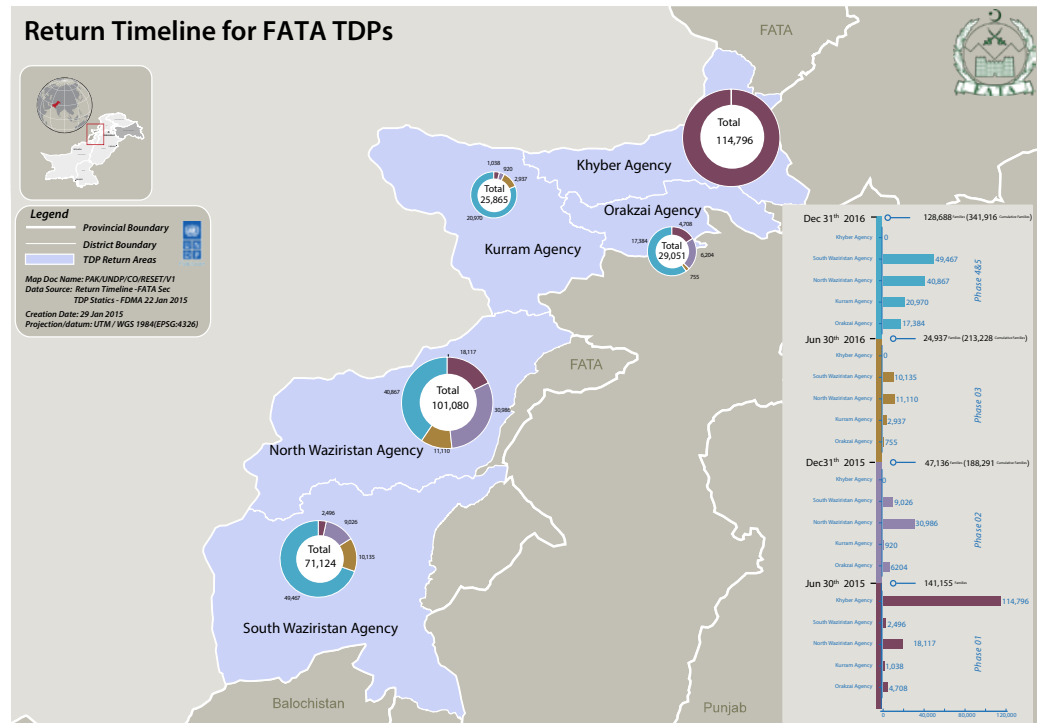 Return Timeline for FATA TDPs
FATA
FATA
Total
114,796
Khyber Agency
1,038
920
2,937
Total
25,865
20,970
Kurram Agency
Orakzai Agency
4,708
17,384
Total
29,051
6,204
755
Legend
Provincial Boundary
District Boundary
TDP Return Areas
Map Doc Name: PAK/UNDP/CO/RESET/V1
Data Source: Return Timeline -FATA Sec
TDP Statics - FDMA 22 Jan 2015
Creation Date: 29 Jan 2015
Projection/datum: UTM / WGS 1984(EPSG:4326)
FATA
18,117
40,867
Total
101,080
30,986
11,110
North Waziristan Agency
2,496
9,026
Total
71,124
10,135
49,467
South Waziristan Agency
Balochistan
Punjab
Dec 31th 2016 128,688 Families (341,916 Cumulative Families)
Khyber Agency 0
South Waziristan Agency 49,467
North Waziristan Agency 40,867
Kurram Agency 20,970
Orakzai Agency 17,384
Phase 4&5
Jun 30th 2016 24,937 Families (213,228 Cumulative Families)
Khyber Agency 0
South Waziristan Agency 10,135
North Waziristan Agency 11,110
Kurram Agency 2,937
Orakzai Agency 755
Phase 03
Dec31th 2015 47,136 Families (188,291 Cumulative Families)
Khyber Agency 0
South Waziristan Agency 9,026
North Waziristan Agency 30,986
Kurram Agency 920
Orakzai Agency 6204
Phase 02
Jun 30th 2015 141,155 Families
Khyber Agency 114,796
South Waziristan Agency 2,496
North Waziristan Agency 18,117
Kurram Agency 1,038
Orakzai Agency 4,708
Phase 01
0 40,000 80,000 120,000